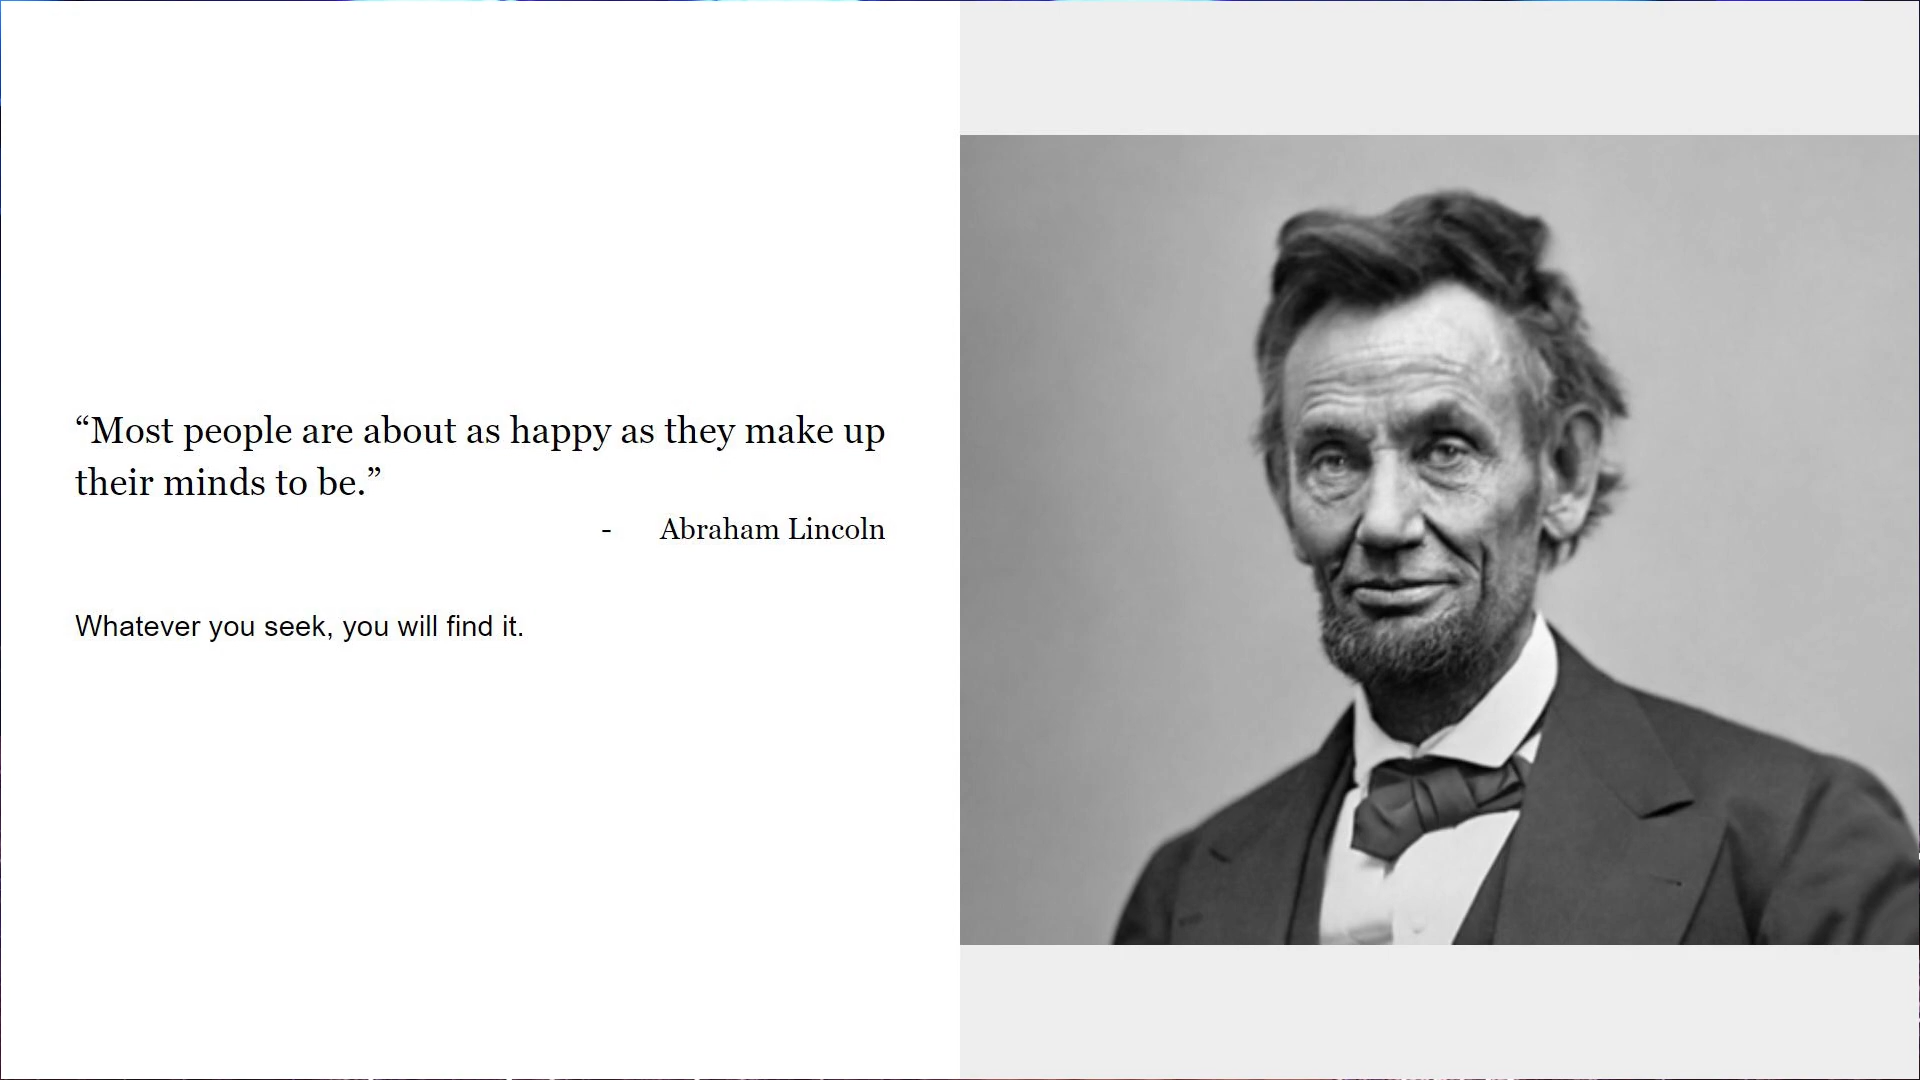 “Most people are about as happy as they make up
their minds to be.”
- Abraham Lincoln
Whatever you seek, you will find it.